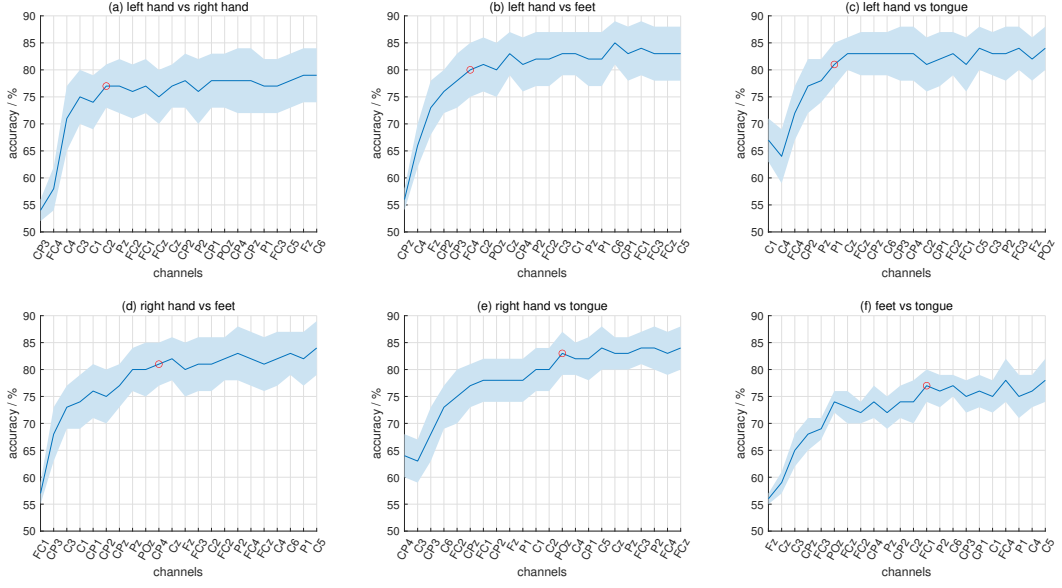 (a) left hand vs right hand
accuracy / %
90
85
80
75
70
65
60
55
50
CP3 FC4 C4 C3 C1 C2 Pz FC2 FC1 FCz Cz CP2 P2 CP1 POz CP4 CPz P1 FC3 C5 Fz C6
channels
(b) left hand vs feet
accuracy / %
90
85
80
75
70
65
60
55
50
CPz C4 Fz CP2 CP3 FC4 C2 POz Cz CP4 P2 FC2 C3 C1 Pz P1 C6 CP1 FC1 FC3 FCz C5
channels
(c) left hand vs tongue
accuracy / %
90
85
80
75
70
65
60
55
50
C1 C4 FC4 CP2 Pz P1 Cz FCz CPz C6 CP3 CP4 C2 CP1 FC2 FC1 C5 C3 P2 FC3 Fz POz
channels
(d) right hand vs feet
accuracy / %
90
85
80
75
70
65
60
55
50
FC1 CP3 C3 C1 CP1 CP2 CPz Pz POz CP4 Cz Fz FC3 C2 FC2 P2 FC4 FCz C4 C6 P1 C5
channels
(e) right hand vs tongue
accuracy / %
90
85
80
75
70
65
60
55
50
CP4 C3 CP3 C6 FC2 CPz FC1 CP2 Fz P1 C1 C2 POz C4 CP1 C5 Cz Pz FC3 P2 FC4 FCz
channels
(f) feet vs tongue
accuracy / %
90
85
80
75
70
65
60
55
50
Fz Cz C3 CPz FC3 POz FC2 FCz CP4 Pz CP2 C2 FC1 P2 C6 CP3 CP1 C1 FC4 P1 C4 C5
channels